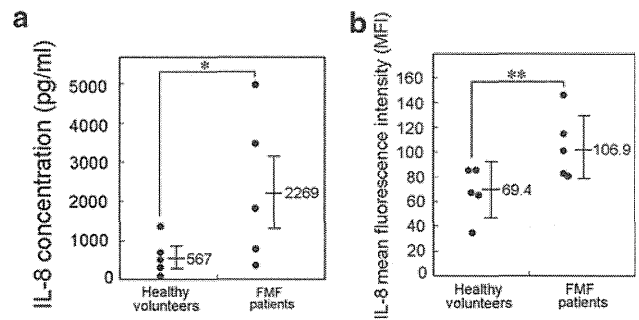 a
IL-8 concentration (pg/ml)
5000
4000
3000
2000
1000
0
*
567
2269
Healthy
volunteers
FMF
patients
b
IL-8 mean fluorescence intensity (MFI)
160
140
120
100
80
60
40
20
0
**
69.4
106.9
Healthy
volunteers
FMF
patients